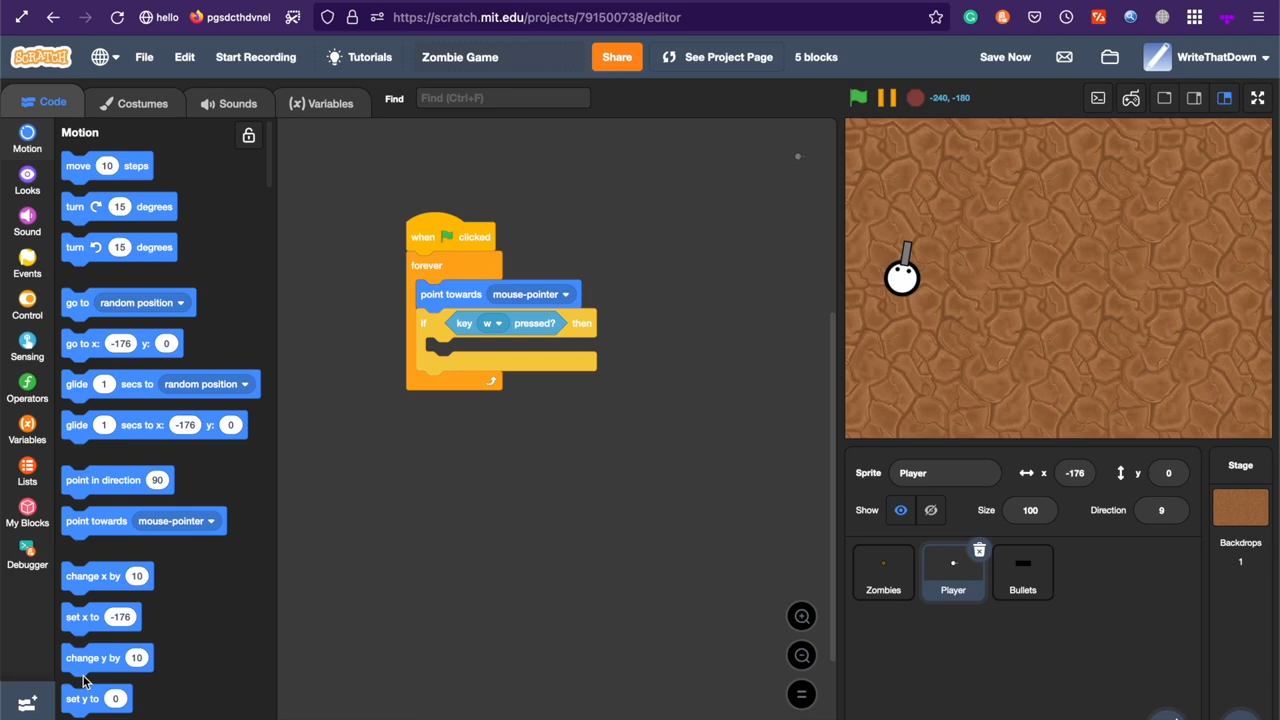 hello
pgsdcthdvnel
https://scratch.mit.edu/projects/791500738/editor
SCRATCH
File
Edit
Start Recording
Tutorials
Zombie Game
Share
See Project Page
5 blocks
Save Now
WriteThatDown
Code
Costumes
Sounds
(x) Variables
Find
Find (Ctrl+F)
-240, -180
Motion
Looks
Sound
Events
Control
Sensing
Operators
Variables
Lists
My Blocks
Debugger
Motion
move 10 steps
turn 15 degrees
turn 15 degrees
go to random position
go to x: -176 y: 0
glide 1 secs to random position
glide 1 secs to x: -176 y: 0
point in direction 90
point towards mouse-pointer
change x by 10
set x to -176
change y by 10
set y to 0
when clicked
forever
point towards mouse-pointer
if key w pressed? then
Sprite Player x -176 y 0
Show Size 100 Direction 9
Zombies
Player
Bullets
Stage
Backdrops
1